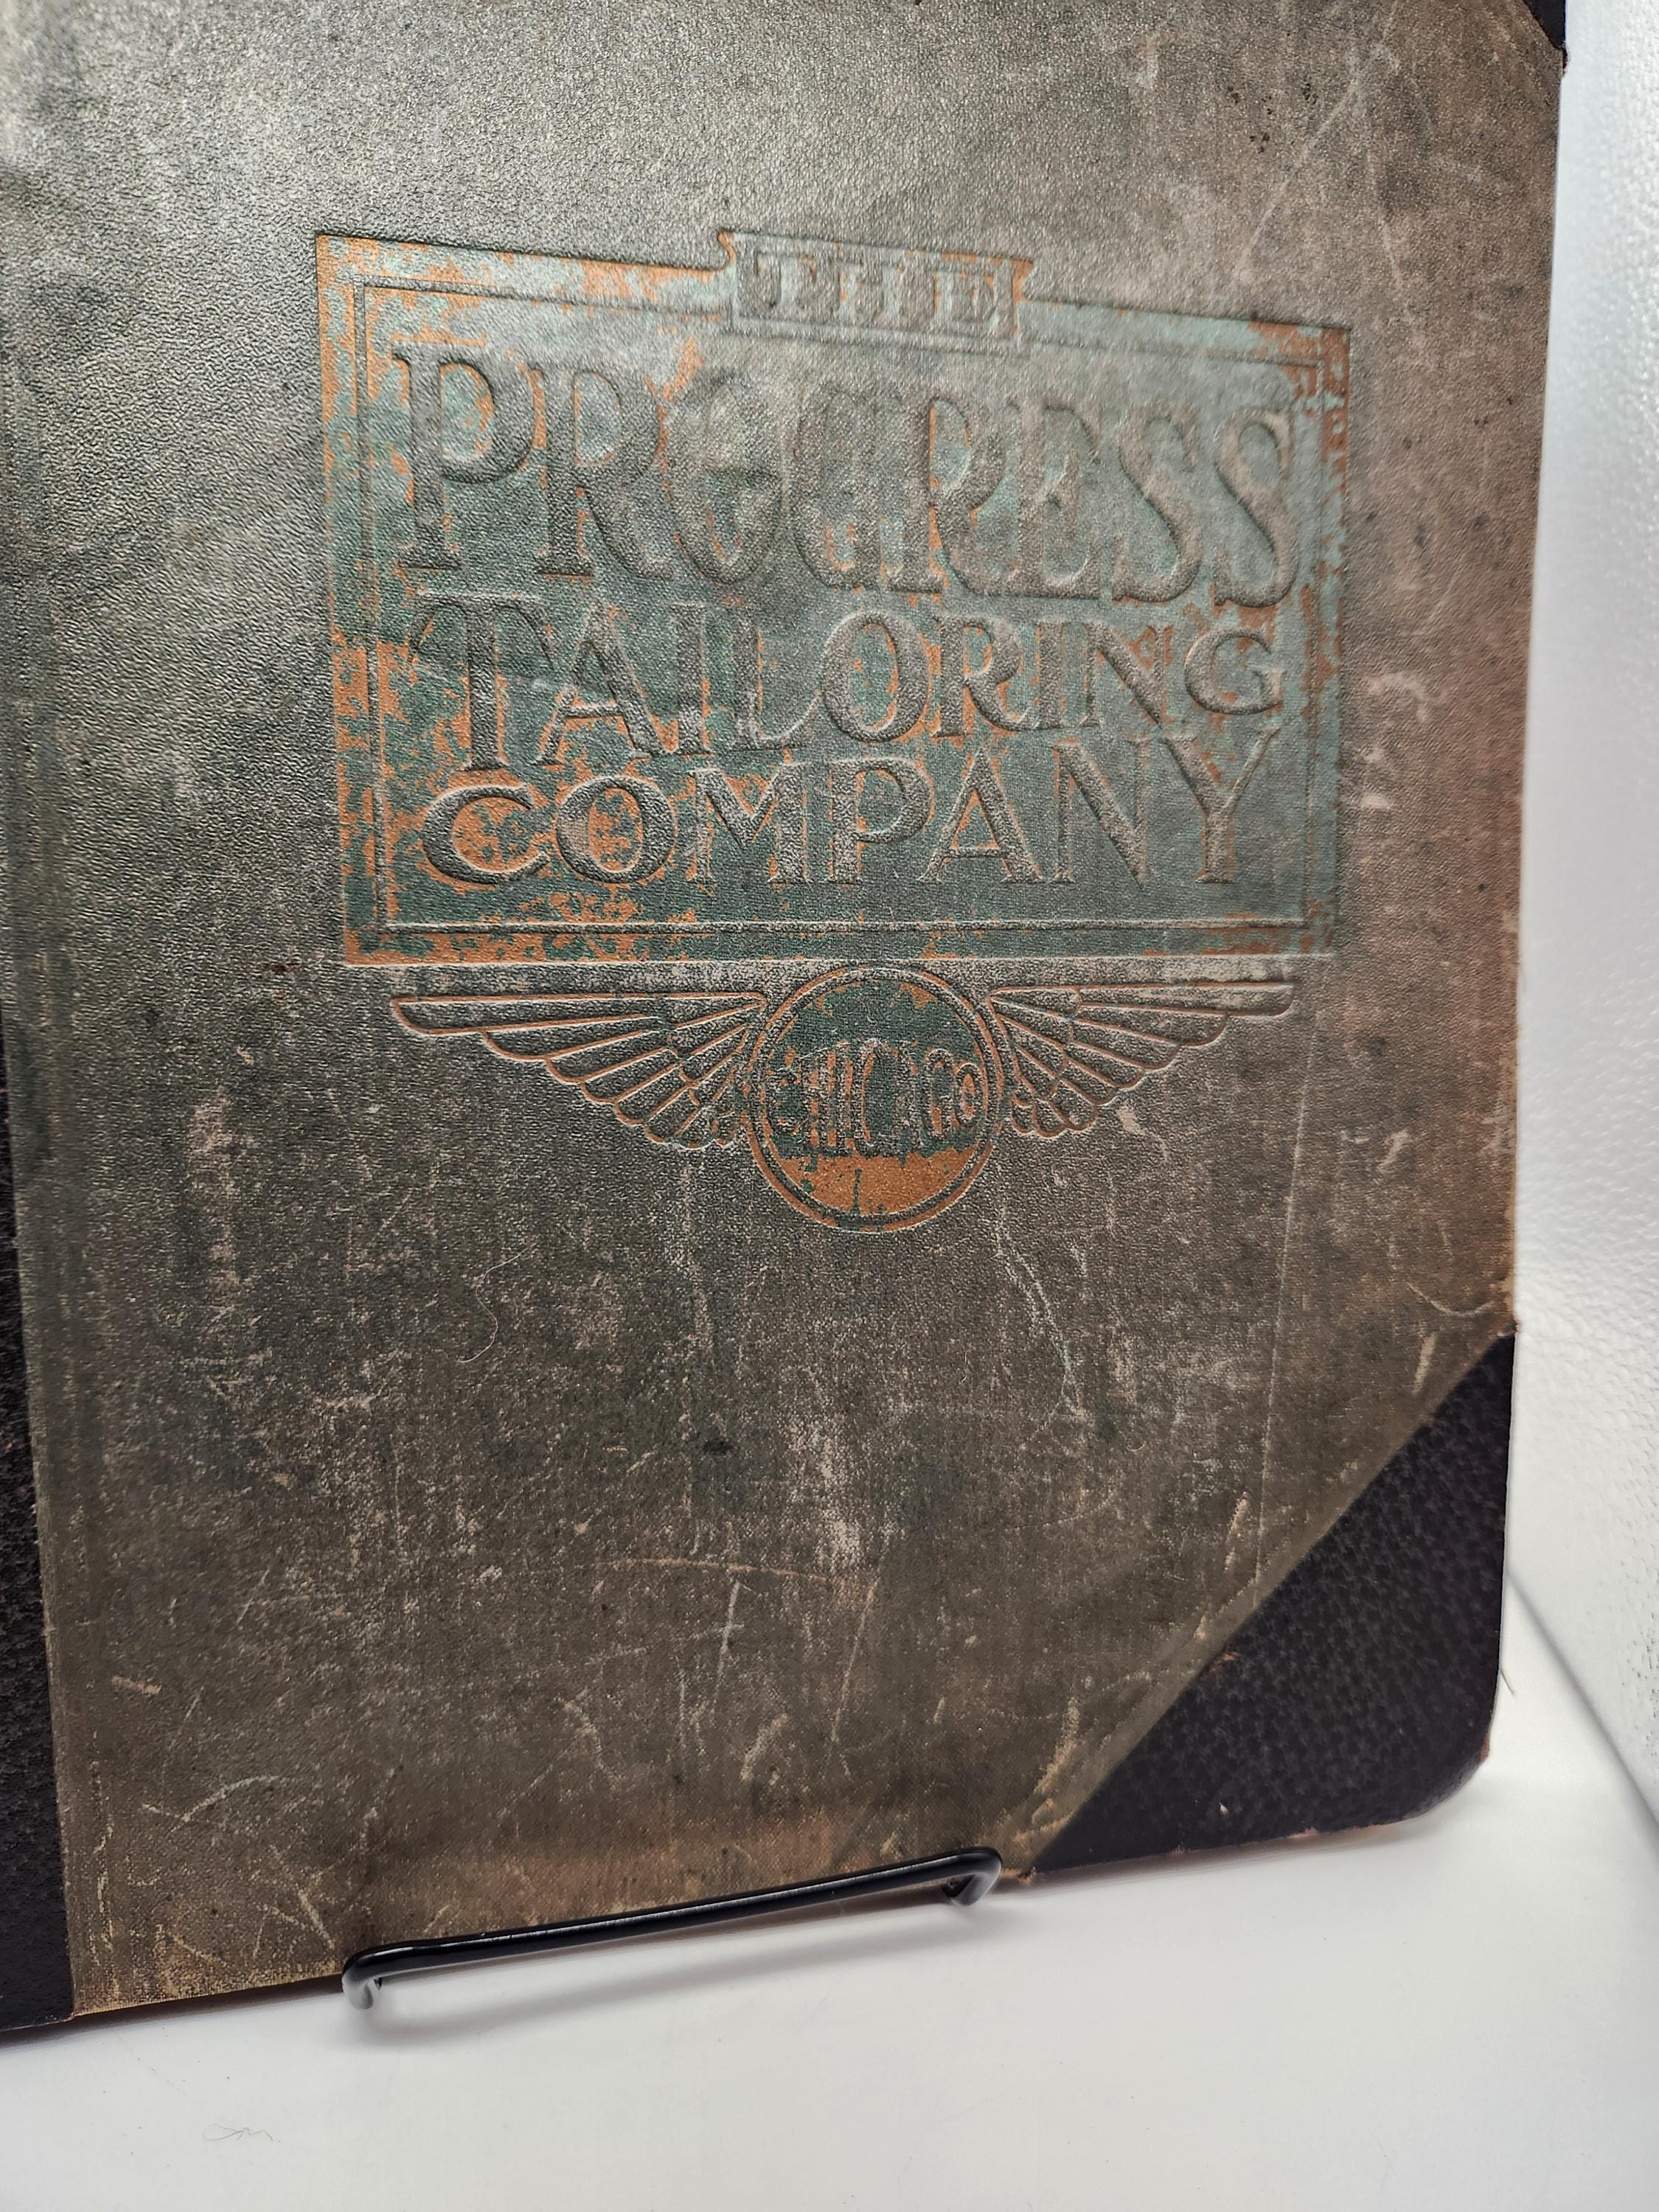 THE
PROGRESS
TAILORING
COMPANY
CHICAGO